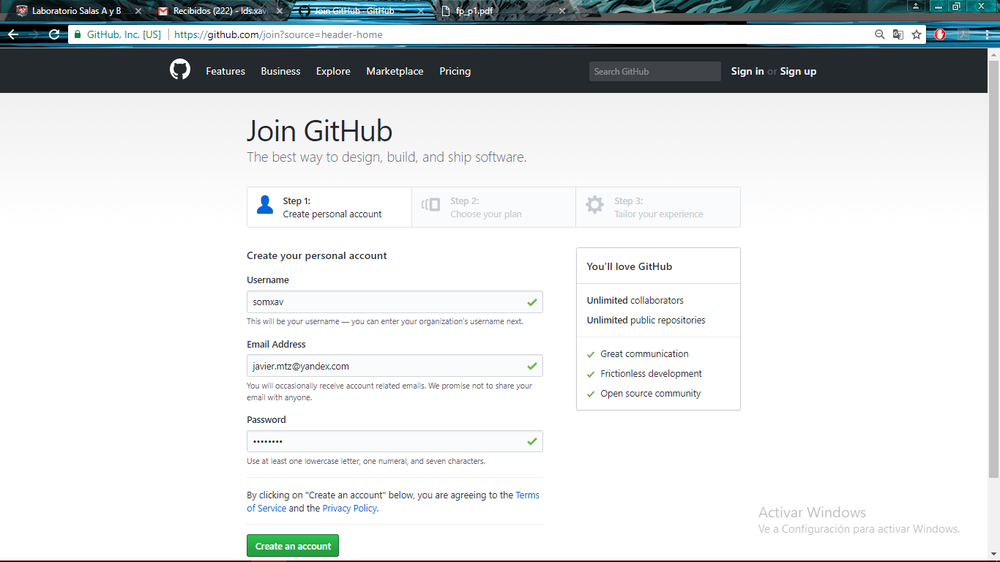 Laboratorio Salas A y B
Recibidos (222) - lds.xavi
Join GitHub · GitHub
fp_p1.pdf
GitHub, Inc. [US]
https://github.com/join?source=header-home
Features Business Explore Marketplace Pricing
Search GitHub
Sign in or Sign up
Join GitHub
The best way to design, build, and ship software.
Step 1:
Create personal account
Step 2:
Choose your plan
Step 3:
Tailor your experience
Create your personal account
Username
somxav
This will be your username — you can enter your organization's username next.
Email Address
javier.mtz@yandex.com
You will occasionally receive account related emails. We promise not to share your
email with anyone.
Password
••••••••
Use at least one lowercase letter, one numeral, and seven characters.
By clicking on "Create an account" below, you are agreeing to the Terms
of Service and the Privacy Policy.
Create an account
You'll love GitHub
Unlimited collaborators
Unlimited public repositories
Great communication
Frictionless development
Open source community
Activar Windows
Ve a Configuración para activar Windows.